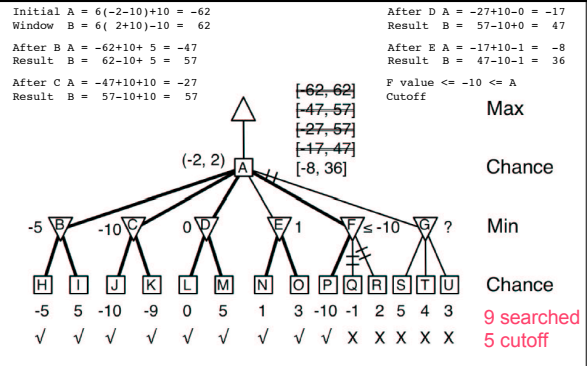 Initial A = 6(-2-10)+10 = -62
Window  B = 6( 2+10)-10 =  62
After B A = -62+10+ 5 = -47
Result  B =  62-10+ 5 =  57
After C A = -47+10+10 = -27
Result  B =  57-10+10 =  57
After D A = -27+10-0 = -17
Result  B =  57-10+0 =  47
After E A = -17+10-1 =  -8
Result  B =  47-10-1 =  36
F value <= -10 <= A
Cutoff
[-62, 62]
[-47, 57]
[-27, 57]
[-17, 47]
[-8, 36]
Max
(-2, 2) A Chance
-5 B -10 C 0 D E 1 F ≤ -10 G ? Min
H I J K L M N O P Q R S T U Chance
-5 5 -10 -9 0 5 1 3 -10 -1 2 5 4 3
√ √ √ √ √ √ √ √ √ X X X X X
9 searched
5 cutoff